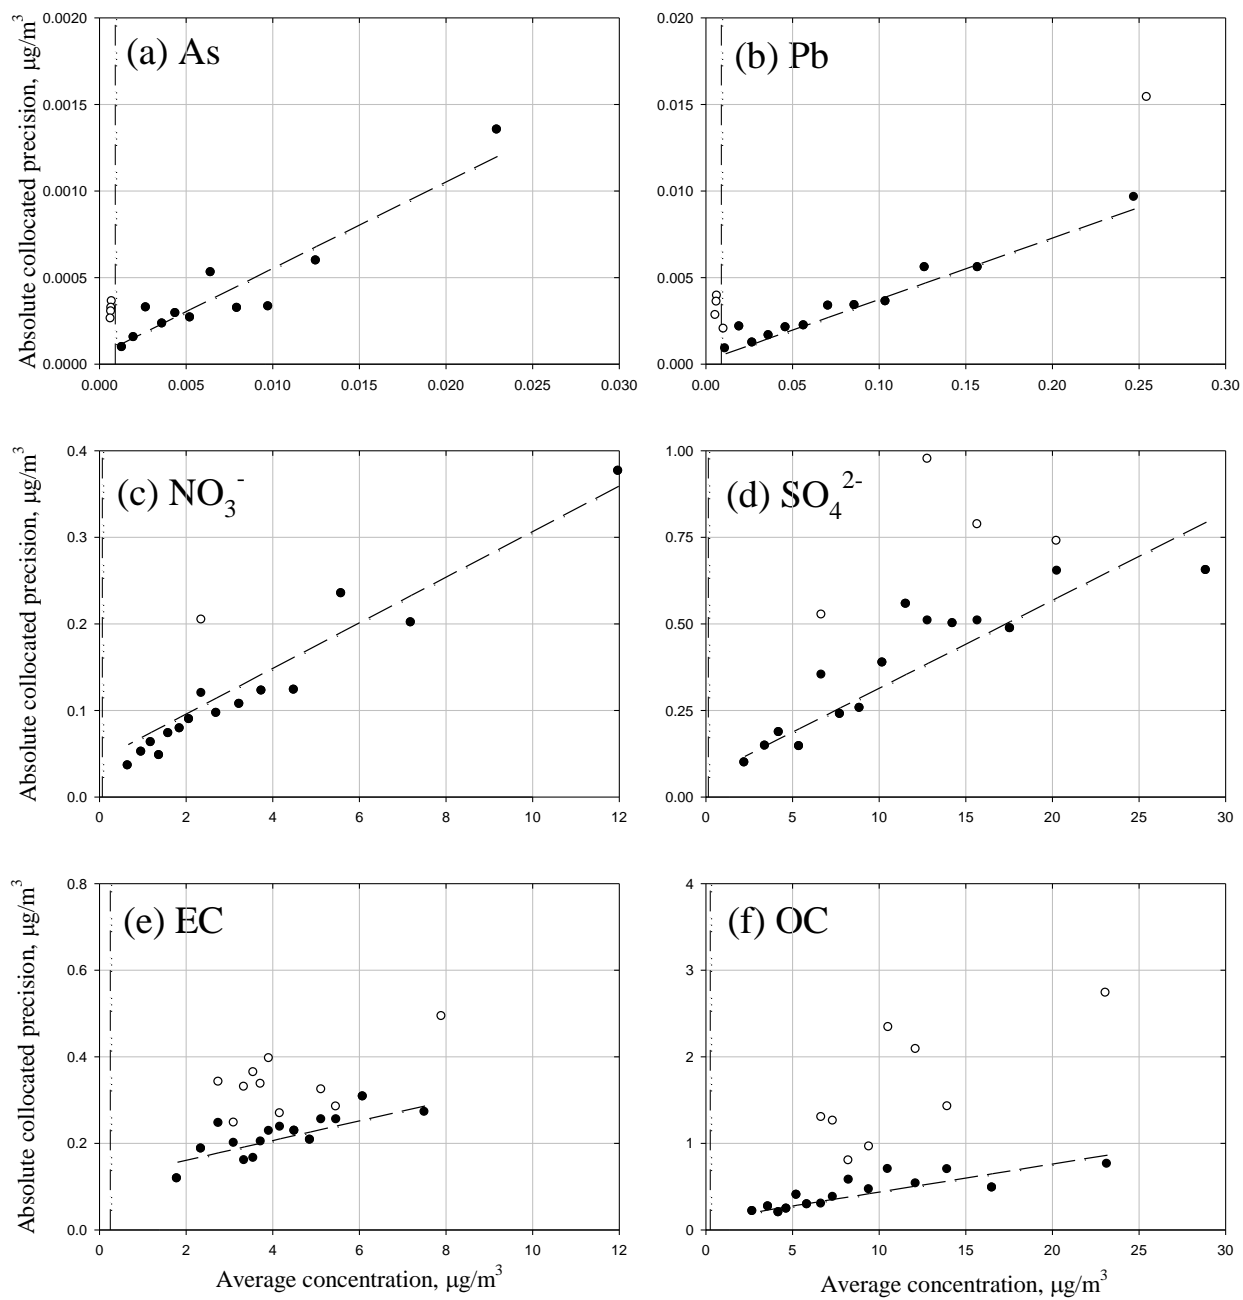 Absolute collocated precision, µg/m³
(a) As
0.0020
0.0015
0.0010
0.0005
0.0000
0.000 0.005 0.010 0.015 0.020 0.025 0.030
(b) Pb
0.020
0.015
0.010
0.005
0.000
0.00 0.05 0.10 0.15 0.20 0.25 0.30
Absolute collocated precision, µg/m³
(c) NO₃⁻
0.4
0.3
0.2
0.1
0.0
0 2 4 6 8 10 12
(d) SO₄²⁻
1.00
0.75
0.50
0.25
0.00
0 5 10 15 20 25 30
Absolute collocated precision, µg/m³
(e) EC
0.8
0.6
0.4
0.2
0.0
0 2 4 6 8 10 12
Average concentration, µg/m³
(f) OC
4
3
2
1
0
0 5 10 15 20 25 30
Average concentration, µg/m³